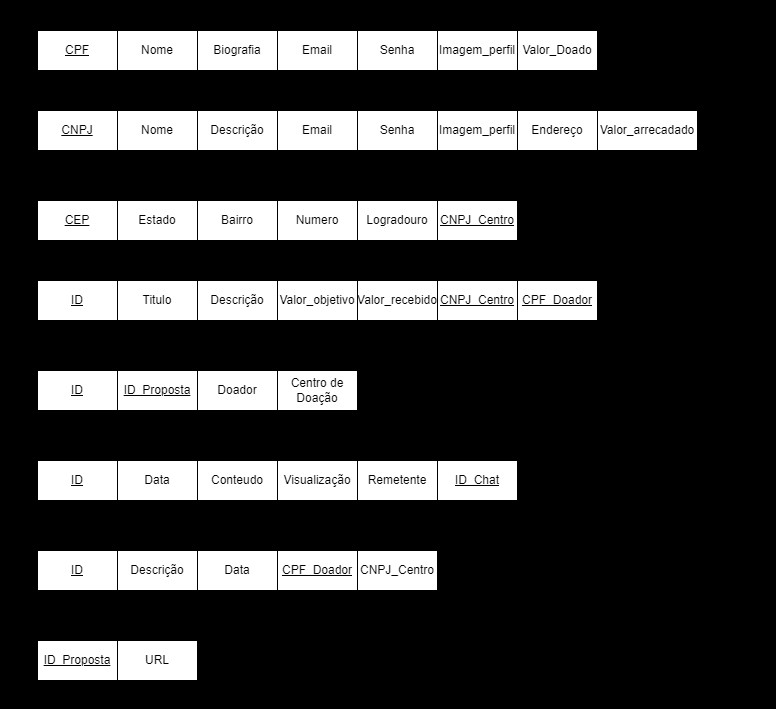 CPF Nome Biografia Email Senha Imagem_perfil Valor_Doado
CNPJ Nome Descrição Email Senha Imagem_perfil Endereço Valor_arrecadado
CEP Estado Bairro Numero Logradouro CNPJ_Centro
ID Titulo Descrição Valor_objetivo Valor_recebido CNPJ_Centro CPF_Doador
ID ID_Proposta Doador Centro de
Doação
ID Data Conteudo Visualização Remetente ID_Chat
ID Descrição Data CPF_Doador CNPJ_Centro
ID_Proposta URL